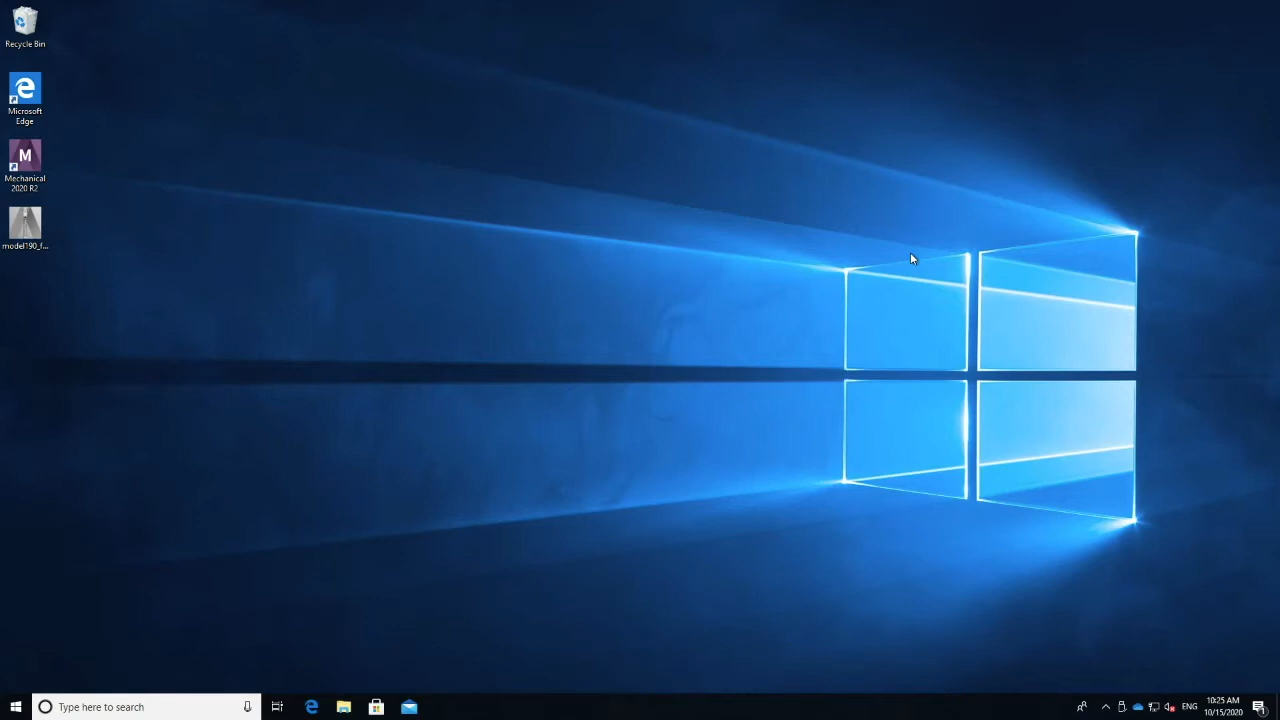 Recycle Bin
Microsoft
Edge
M
Mechanical
2020 R2
model190_f...
Type here to search
ENG
10:25 AM
10/15/2020
1